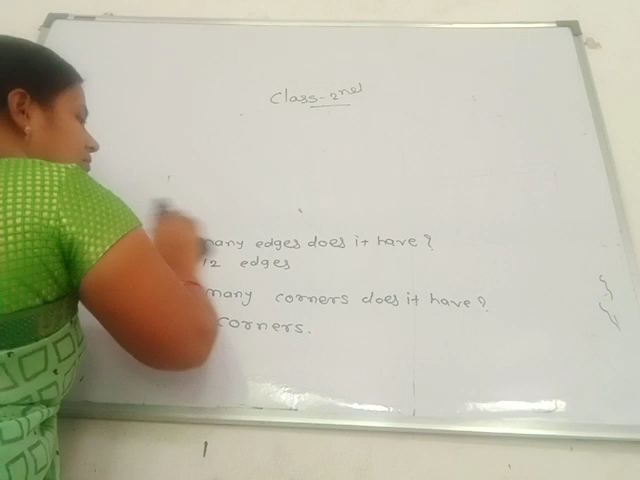 Class-2nd
many edges does it have?
12 edges
many corners does it have?
corners.